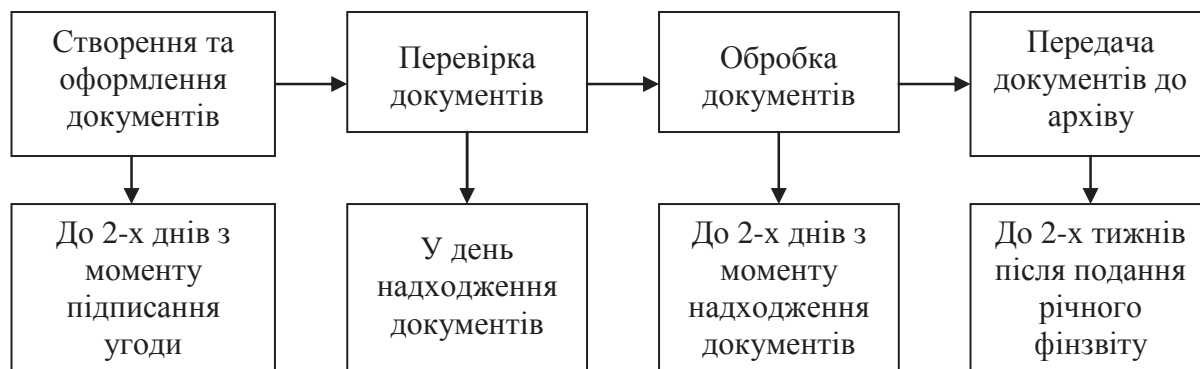 Створення та
оформлення
документів
Перевірка
документів
Обробка
документів
Передача
документів до
архіву
До 2-х днів з
моменту
підписання
угоди
У день
надходження
документів
До 2-х днів з
моменту
надходження
документів
До 2-х тижнів
після подання
річного
фінзвіту